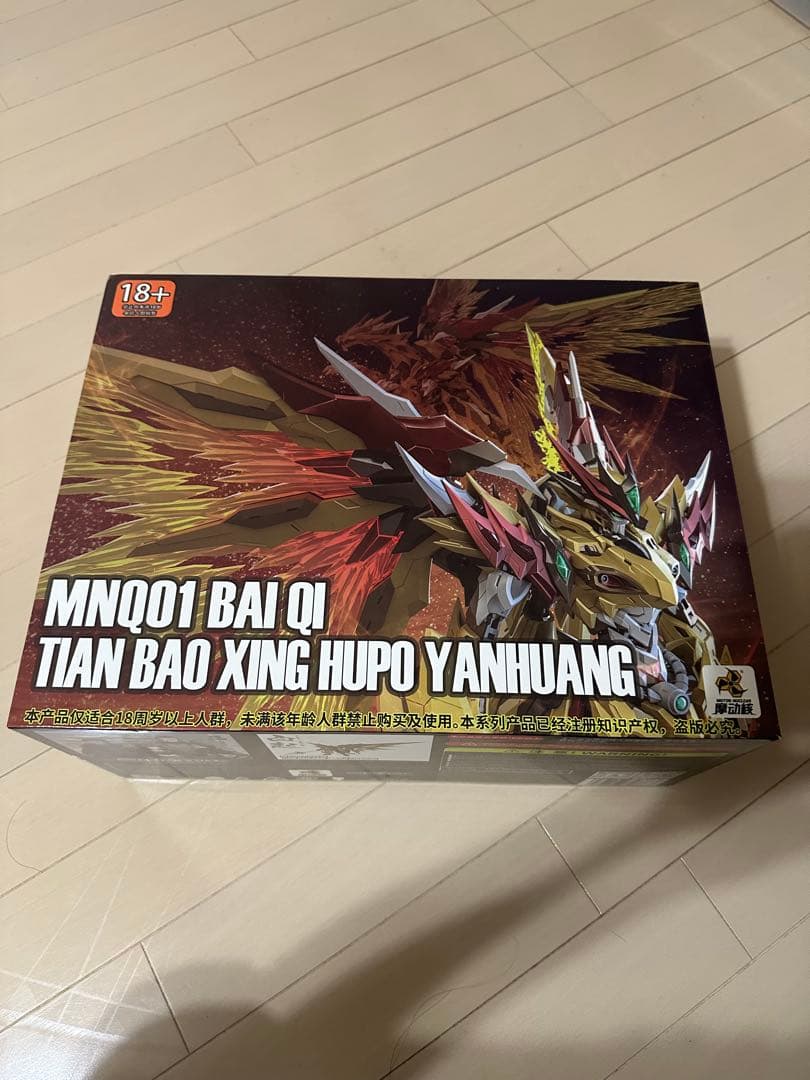 18+
MNQ01 BAI QI
TIAN BAO XING HUPO YANHUANG
摩动核
本产品仅适合18周岁以上人群，未满该年龄人群禁止购买及使用。本系列产品已经注册知识产权，盗版必究。